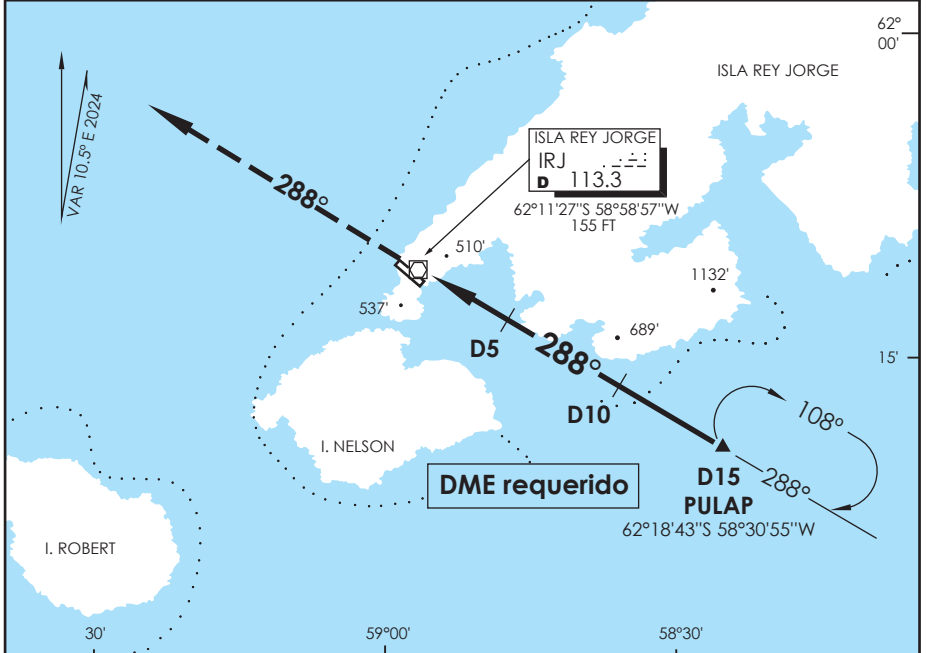 62°
00'
ISLA REY JORGE
VAR 10.5° E 2024
ISLA REY JORGE
IRJ
D 113.3
62°11'27"S 58°58'57"W
155 FT
288°
510'
1132'
537'
689'
D5
288°
15'
D10
108°
I. NELSON
D15
288°
PULAP
DME requerido
62°18'43"S 58°30'55"W
I. ROBERT
30'
59°00'
58°30'